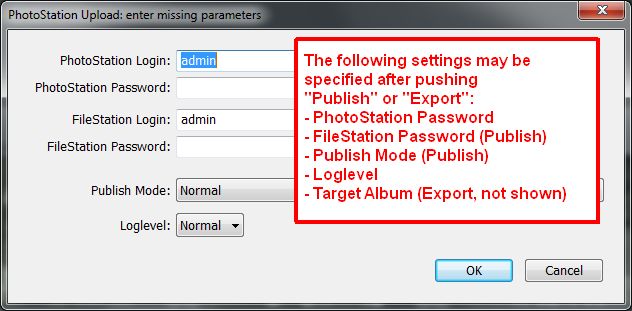 PhotoStation Upload: enter missing parameters
PhotoStation Login: admin
PhotoStation Password:
FileStation Login: admin
FileStation Password:
Publish Mode: Normal
Loglevel: Normal
The following settings may be
specified after pushing
"Publish" or "Export":
- PhotoStation Password
- FileStation Password (Publish)
- Publish Mode (Publish)
- Loglevel
- Target Album (Export, not shown)
OK Cancel